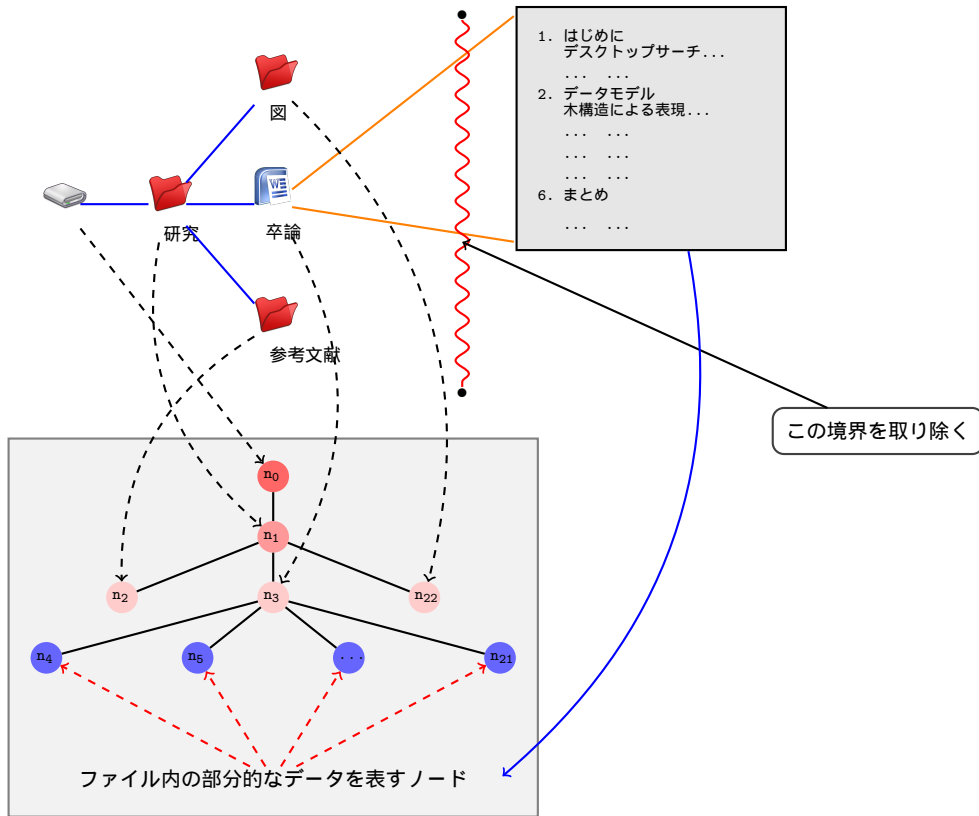 図
1. はじめに
デスクトップサーチ...
... ...
2. データモデル
木構造による表現...
... ...
... ...
... ...
6. まとめ
... ...
W
研究
卒論
参考文献
この境界を取り除く
n0
n1
n2
n3
n22
n4
n5
...
n21
ファイル内の部分的なデータを表すノード